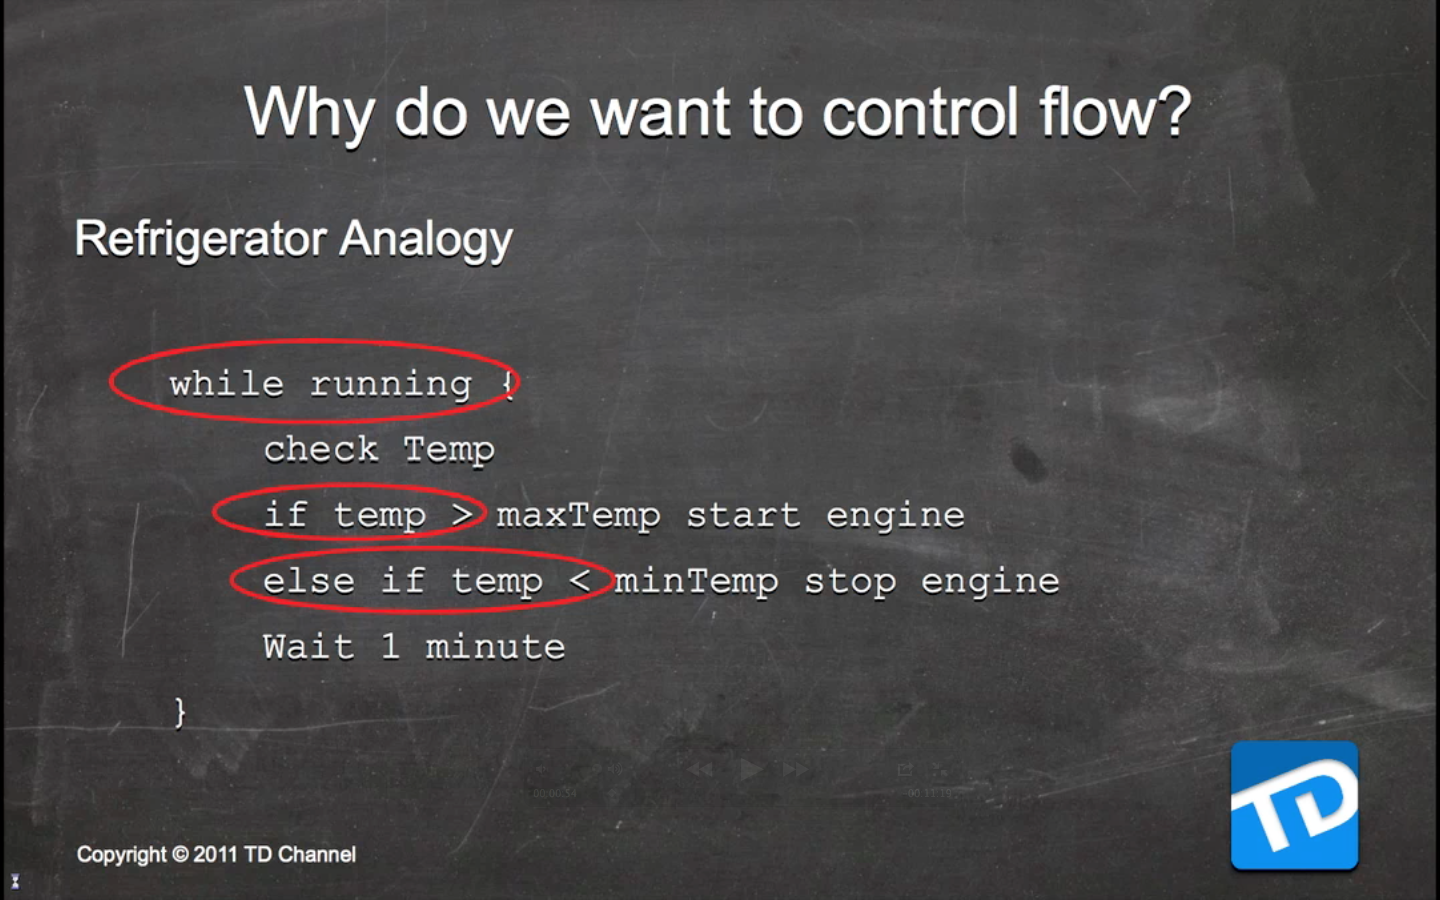 Why do we want to control flow?
Refrigerator Analogy
while running {
check Temp
if temp > maxTemp start engine
else if temp < minTemp stop engine
Wait 1 minute
}
TD
Copyright © 2011 TD Channel